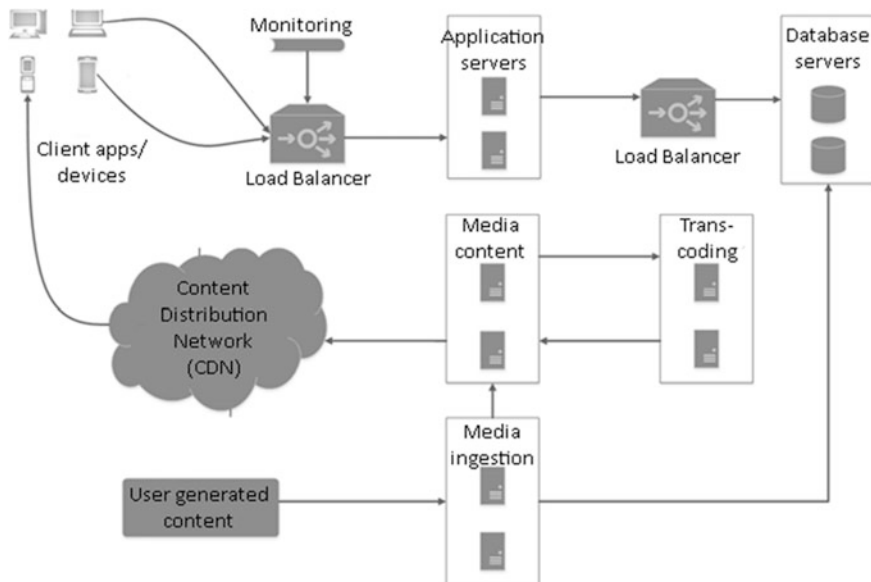 Monitoring
Application
servers
Database
servers
Client apps/
devices
Load Balancer
Load Balancer
Media
content
Trans-
coding
Content
Distribution
Network
(CDN)
Media
ingestion
User generated
content